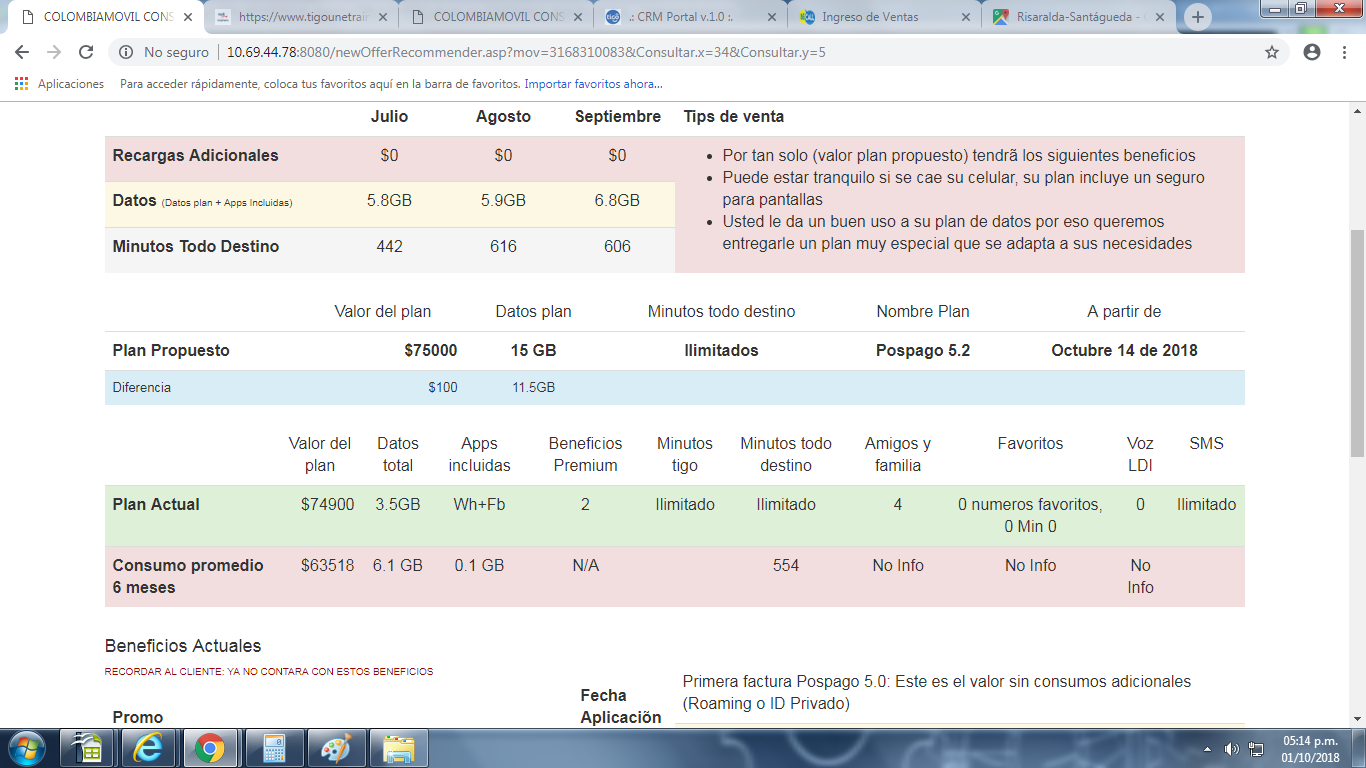 COLOMBIAMOVIL CONS
https://www.tigounetrain
COLOMBIAMOVIL CONS
.: CRM Portal v.1.0 :.
Ingreso de Ventas
Risaralda-Santágueda -
No seguro
10.69.44.78:8080/newOfferRecommender.asp?mov=3168310083&Consultar.x=34&Consultar.y=5
Aplicaciones Para acceder rápidamente, coloca tus favoritos aquí en la barra de favoritos. Importar favoritos ahora...
Julio Agosto Septiembre Tips de venta
Recargas Adicionales $0 $0 $0
Datos (Datos plan + Apps Incluidas) 5.8GB 5.9GB 6.8GB
Minutos Todo Destino 442 616 606
• Por tan solo (valor plan propuesto) tendrã los siguientes beneficios
• Puede estar tranquilo si se cae su celular, su plan incluye un seguro
para pantallas
• Usted le da un buen uso a su plan de datos por eso queremos
entregarle un plan muy especial que se adapta a sus necesidades
Valor del plan Datos plan Minutos todo destino Nombre Plan A partir de
Plan Propuesto $75000 15 GB Ilimitados Pospago 5.2 Octubre 14 de 2018
Diferencia $100 11.5GB
Valor del Datos Apps Beneficios Minutos Minutos todo Amigos y Favoritos Voz SMS
plan total incluidas Premium tigo destino familia LDI
Plan Actual $74900 3.5GB Wh+Fb 2 Ilimitado Ilimitado 4 0 numeros favoritos, 0 Ilimitado
0 Min 0
Consumo promedio $63518 6.1 GB 0.1 GB N/A 554 No Info No Info No
6 meses Info
Beneficios Actuales
RECORDAR AL CLIENTE: YA NO CONTARA CON ESTOS BENEFICIOS
Promo
Fecha
Aplicaciõn
Primera factura Pospago 5.0: Este es el valor sin consumos adicionales
(Roaming o ID Privado)
05:14 p.m.
01/10/2018